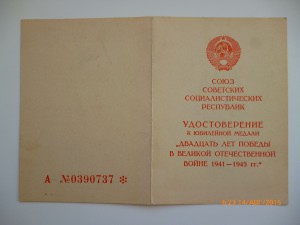 СОЮЗ
СОВЕТСКИХ
СОЦИАЛИСТИЧЕСКИХ
РЕСПУБЛИК
УДОСТОВЕРЕНИЕ
К ЮБИЛЕЙНОЙ МЕДАЛИ
„ДВАДЦАТЬ ЛЕТ ПОБЕДЫ
В ВЕЛИКОЙ ОТЕЧЕСТВЕННОЙ
ВОЙНЕ 1941—1945 гг."
А №0390737 ✻